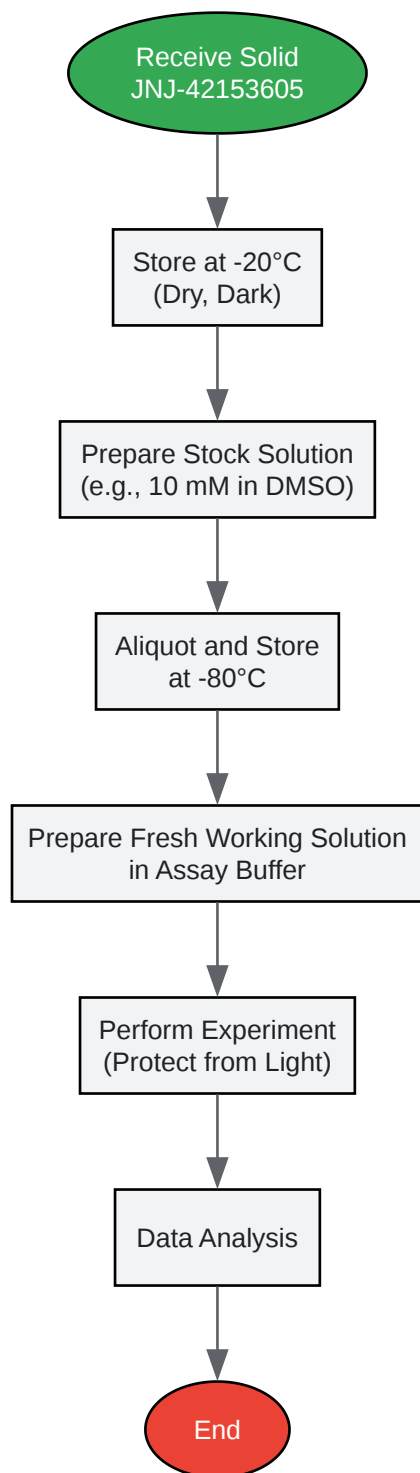 Receive Solid
JNJ-42153605
Store at -20°C
(Dry, Dark)
Prepare Stock Solution
(e.g., 10 mM in DMSO)
Aliquot and Store
at -80°C
Prepare Fresh Working Solution
in Assay Buffer
Perform Experiment
(Protect from Light)
Data Analysis
End